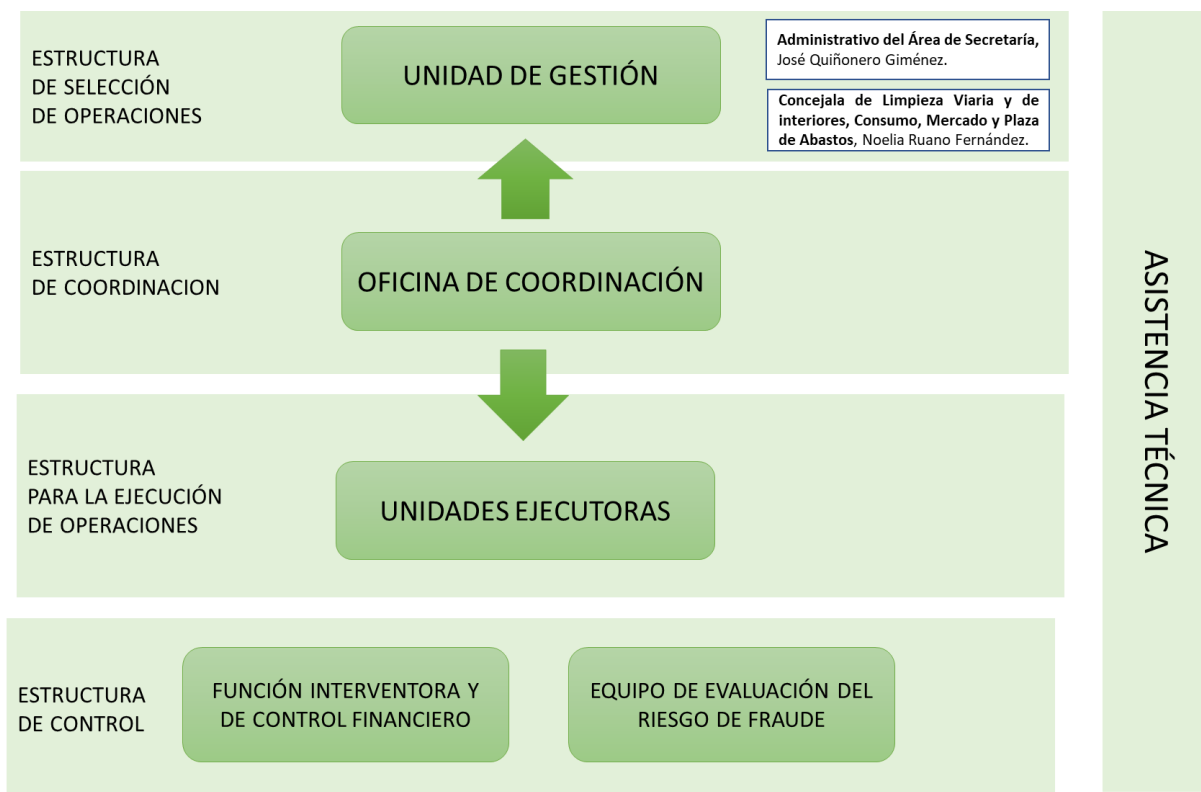 ESTRUCTURA
DE SELECCIÓN
DE OPERACIONES
UNIDAD DE GESTIÓN
Administrativo del Área de Secretaría,
José Quiñonero Giménez.
Concejala de Limpieza Viaria y de
interiores, Consumo, Mercado y Plaza
de Abastos, Noelia Ruano Fernández.
ESTRUCTURA
DE COORDINACION
OFICINA DE COORDINACIÓN
ESTRUCTURA
PARA LA EJECUCIÓN
DE OPERACIONES
UNIDADES EJECUTORAS
ESTRUCTURA
DE CONTROL
FUNCIÓN INTERVENTORA Y
DE CONTROL FINANCIERO
EQUIPO DE EVALUACIÓN DEL
RIESGO DE FRAUDE
ASISTENCIA TÉCNICA